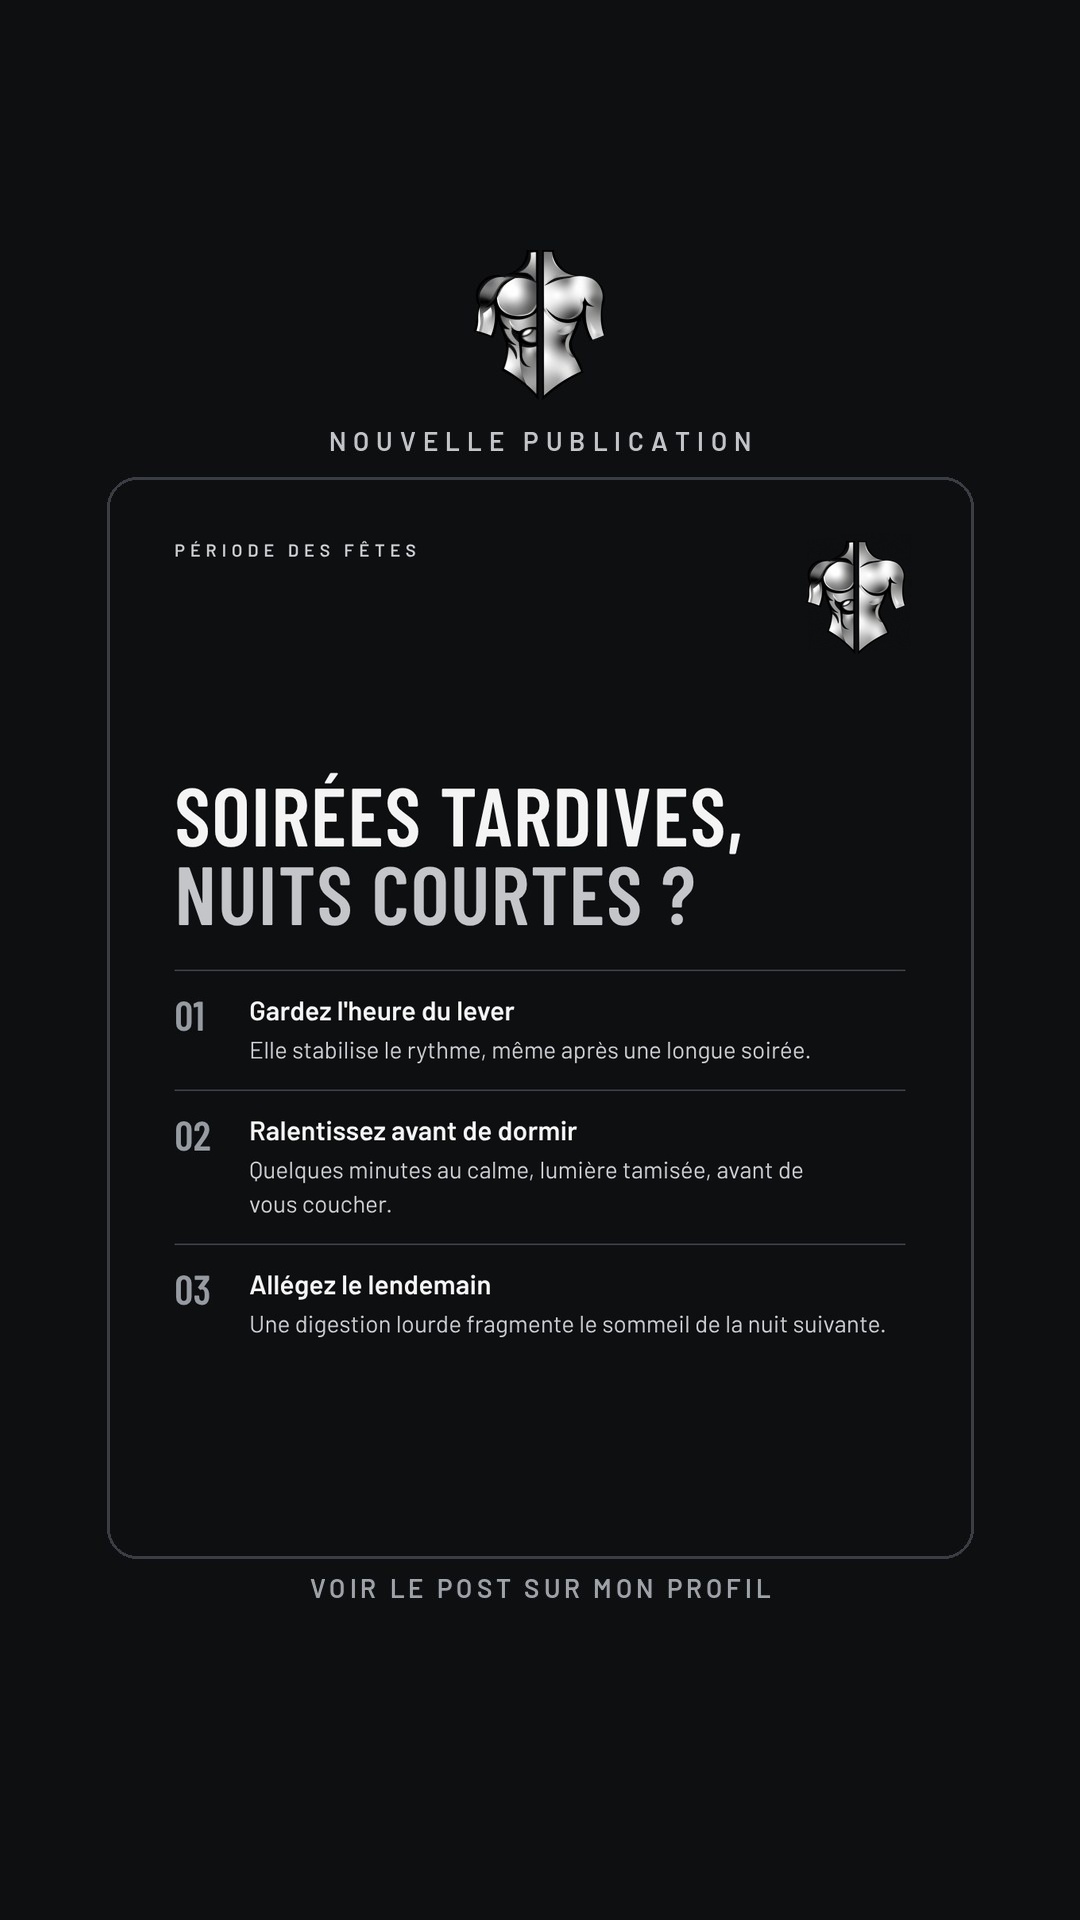 NOUVELLE PUBLICATION
PÉRIODE DES FÊTES
SOIRÉES TARDIVES,
NUITS COURTES ?
01
Gardez l'heure du lever
Elle stabilise le rythme, même après une longue soirée.
02
Ralentissez avant de dormir
Quelques minutes au calme, lumière tamisée, avant de
vous coucher.
03
Allégez le lendemain
Une digestion lourde fragmente le sommeil de la nuit suivante.
VOIR LE POST SUR MON PROFIL